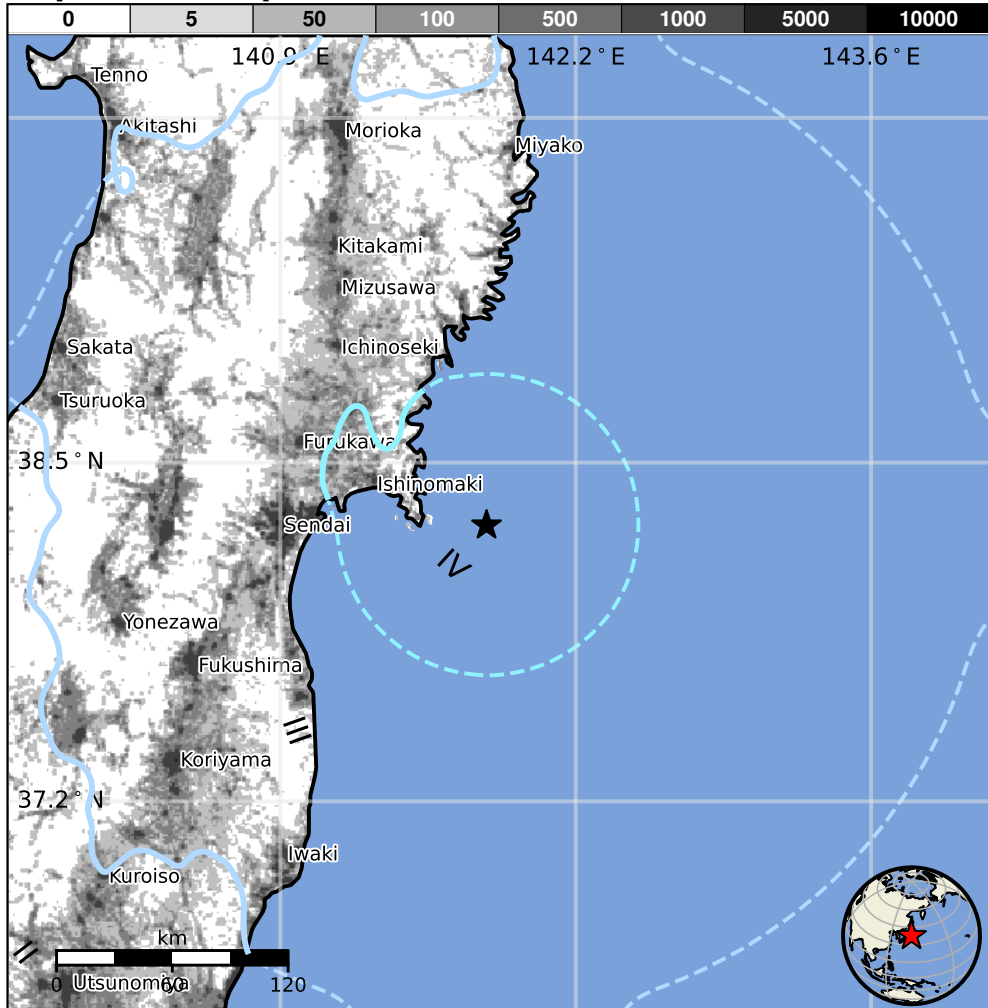 0 5 50 100 500 1000 5000 10000
140.9°E 142.2°E 143.6°E
Tenno
Akitashi
Morioka
Miyako
Kitakami
Mizusawa
Sakata
Ichinoseki
Tsuruoka
Furukawa
38.5°N
Ishinomaki
Sendai
IV
Yonezawa
Fukushima
III
Koriyama
37.2°N
Iwaki
Kuroiso
II
km
0 60 120
Utsunomiya